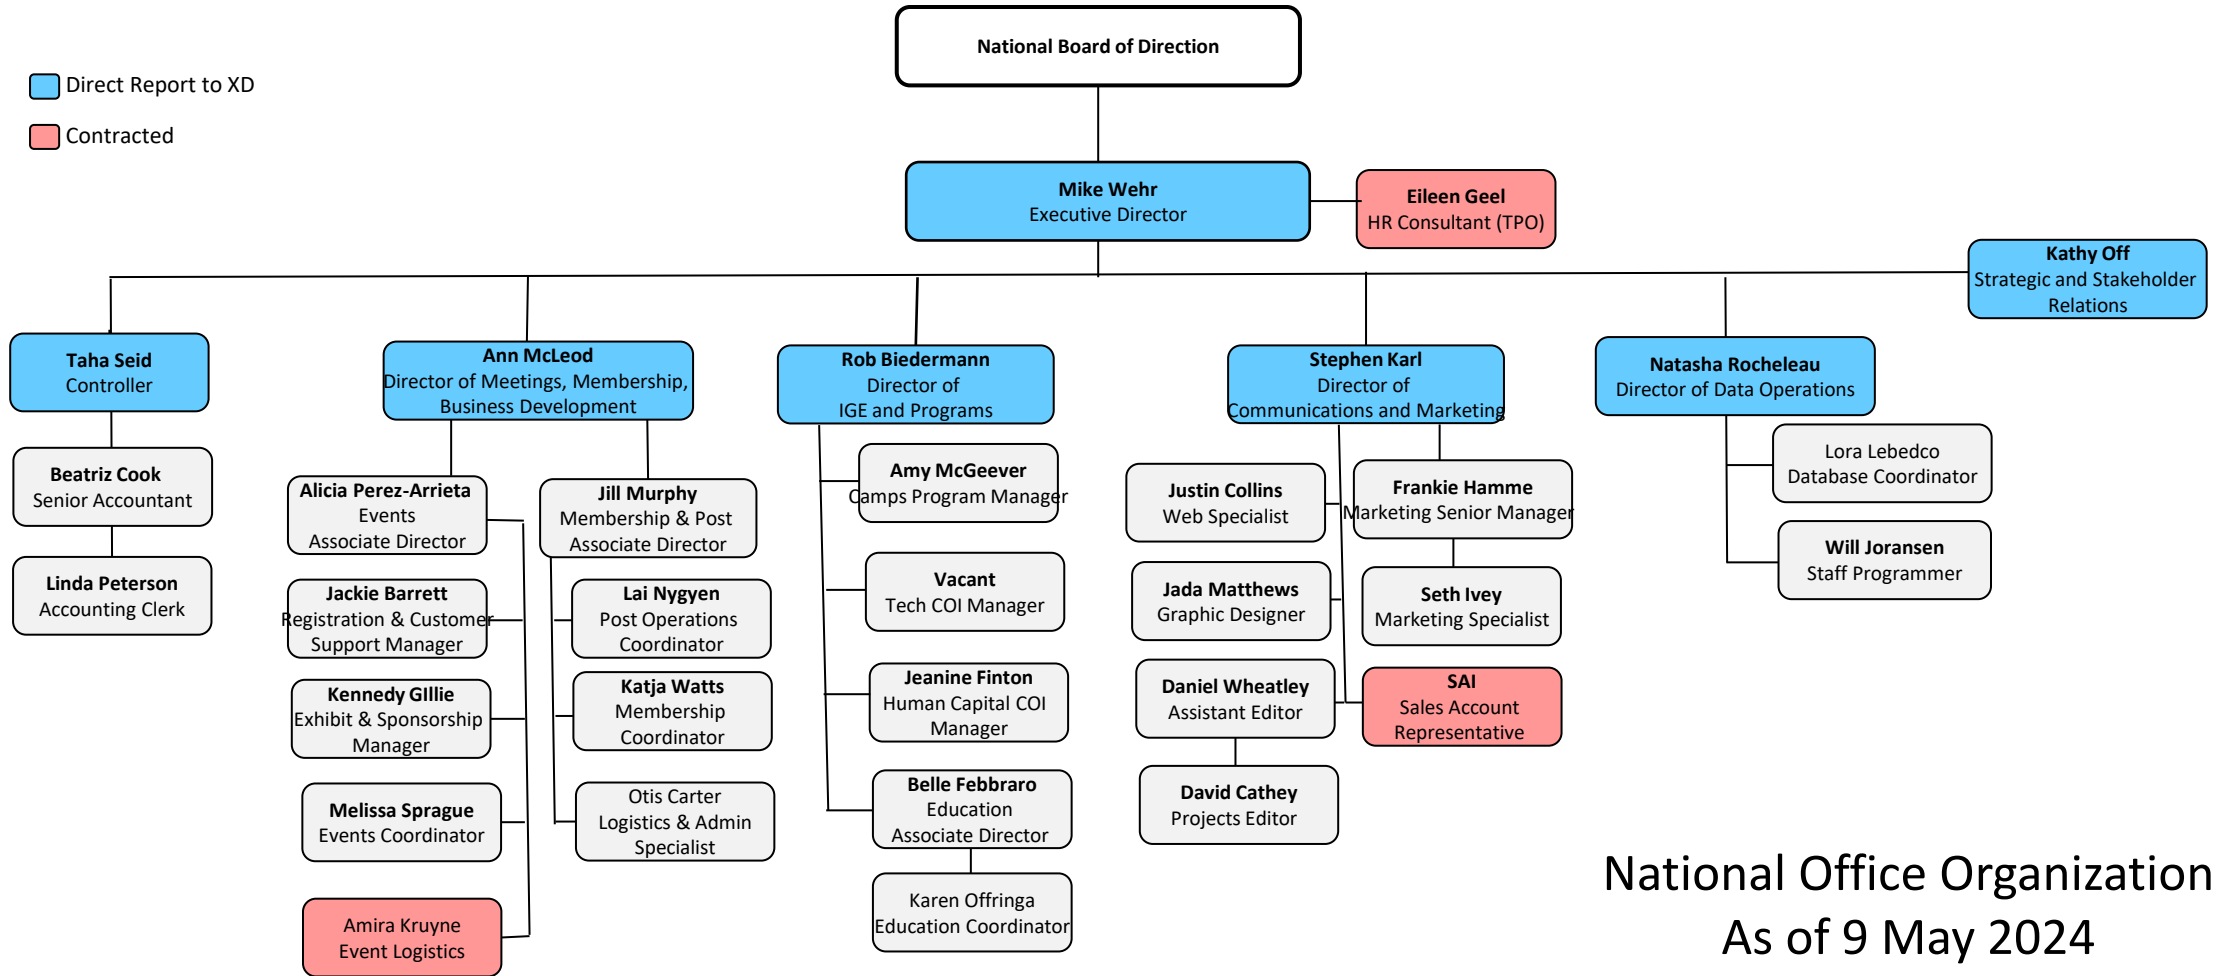 National Board of Direction
Direct Report to XD
Contracted
Mike Wehr
Executive Director
Eileen Geel
HR Consultant (TPO)
Kathy Off
Strategic and Stakeholder
Relations
Taha Seid
Controller
Beatriz Cook
Senior Accountant
Linda Peterson
Accounting Clerk
Ann McLeod
Director of Meetings, Membership,
Business Development
Alicia Perez-Arrieta
Events
Associate Director
Jackie Barrett
Registration & Customer
Support Manager
Kennedy GIllie
Exhibit & Sponsorship
Manager
Melissa Sprague
Events Coordinator
Amira Kruyne
Event Logistics
Jill Murphy
Membership & Post
Associate Director
Lai Nygyen
Post Operations
Coordinator
Katja Watts
Membership
Coordinator
Otis Carter
Logistics & Admin
Specialist
Rob Biedermann
Director of
IGE and Programs
Amy McGeever
Camps Program Manager
Vacant
Tech COI Manager
Jeanine Finton
Human Capital COI
Manager
Belle Febbraro
Education
Associate Director
Karen Offringa
Education Coordinator
Stephen Karl
Director of
Communications and Marketing
Justin Collins
Web Specialist
Jada Matthews
Graphic Designer
Daniel Wheatley
Assistant Editor
David Cathey
Projects Editor
Frankie Hamme
Marketing Senior Manager
Seth Ivey
Marketing Specialist
SAI
Sales Account
Representative
Natasha Rocheleau
Director of Data Operations
Lora Lebedco
Database Coordinator
Will Joransen
Staff Programmer
National Office Organization
As of 9 May 2024